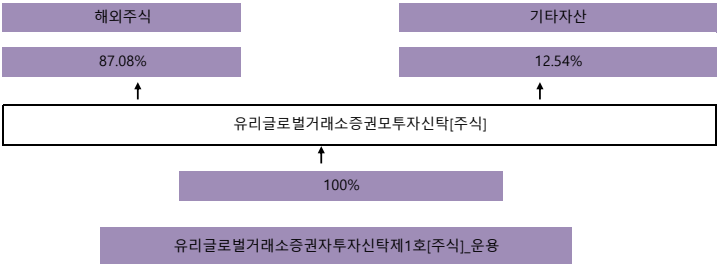 해외주식
기타자산
87.08%
12.54%
유리글로벌거래소증권모투자신탁[주식]
100%
유리글로벌거래소증권자투자신탁제1호[주식]_운용